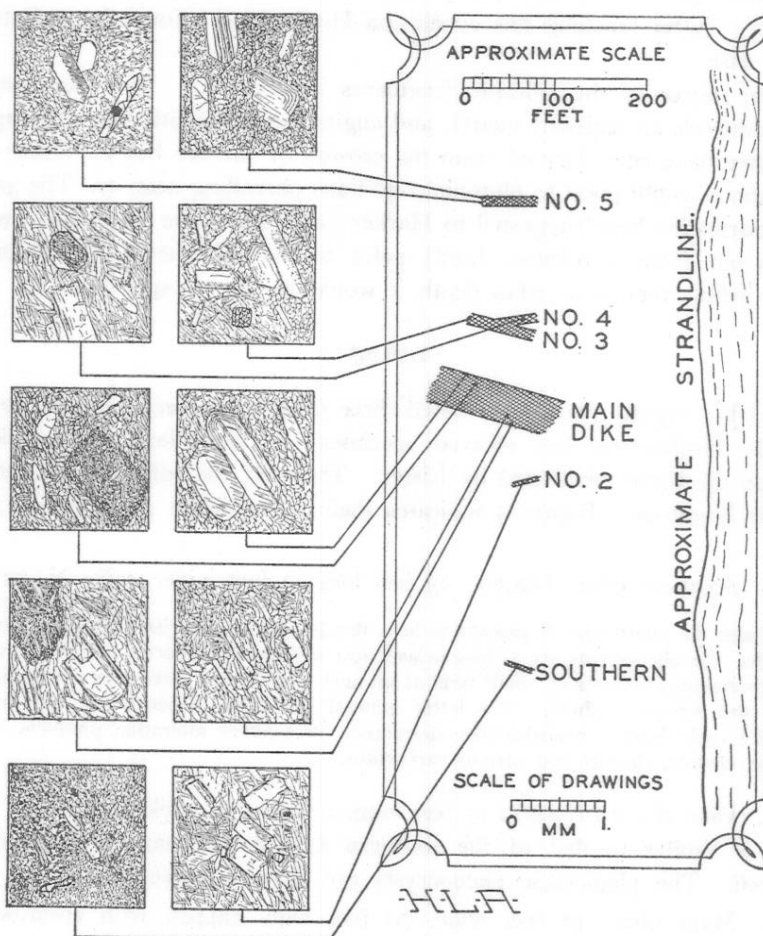 APPROXIMATE SCALE
0 100 200
FEET
NO. 5
NO. 4
NO. 3
MAIN
DIKE
NO. 2
SOUTHERN
APPROXIMATE STRANDLINE.
SCALE OF DRAWINGS
0 MM 1.